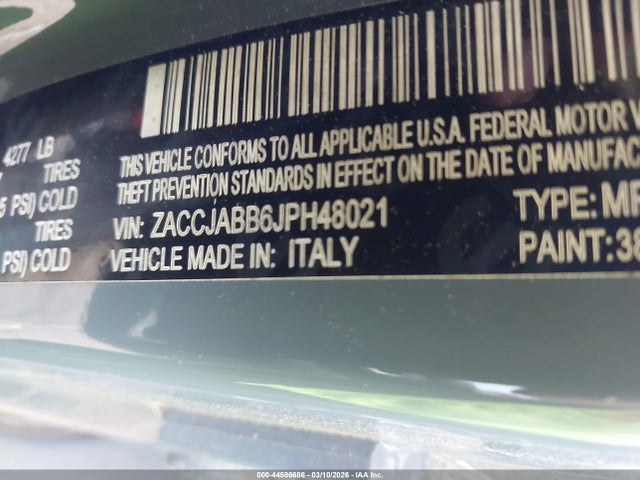 4277 LB
TIRES
5 PSI) COLD
TIRES
PSI) COLD
THIS VEHICLE CONFORMS TO ALL APPLICABLE U.S.A. FEDERAL MOTOR V
THEFT PREVENTION STANDARDS IN EFFECT ON THE DATE OF MANUFAC
VIN: ZACCJABB6JPH48021
TYPE: MP
VEHICLE MADE IN: ITALY
PAINT: 38
000-44586686 - 03/10/2026 - IAA Inc.